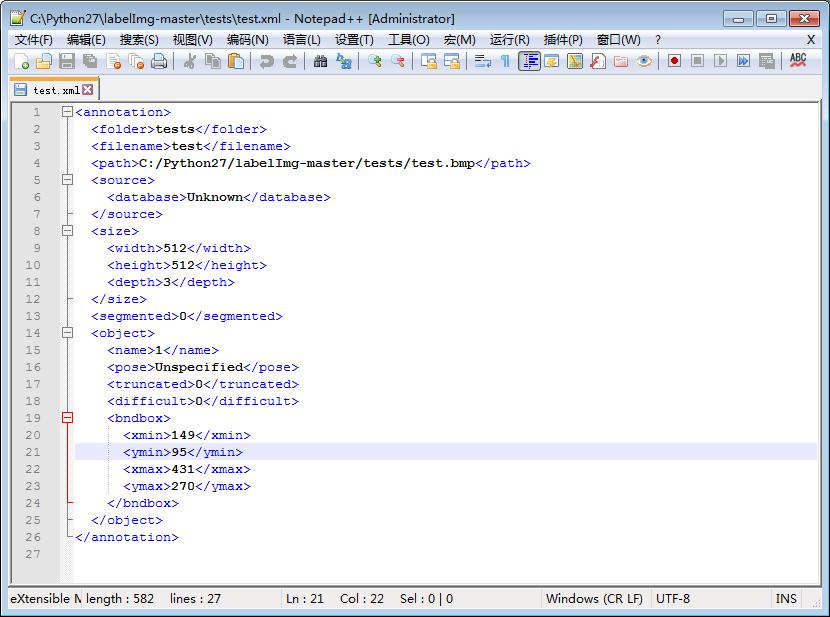 C:\Python27\labelImg-master\tests\test.xml - Notepad++ [Administrator]
文件(F) 编辑(E) 搜索(S) 视图(V) 编码(N) 语言(L) 设置(T) 工具(O) 宏(M) 运行(R) 插件(P) 窗口(W) ? X
ABC
test.xml
1 <annotation>
2 <folder>tests</folder>
3 <filename>test</filename>
4 <path>C:/Python27/labelImg-master/tests/test.bmp</path>
5 <source>
6 <database>Unknown</database>
7 </source>
8 <size>
9 <width>512</width>
10 <height>512</height>
11 <depth>3</depth>
12 </size>
13 <segmented>0</segmented>
14 <object>
15 <name>1</name>
16 <pose>Unspecified</pose>
17 <truncated>0</truncated>
18 <difficult>0</difficult>
19 <bndbox>
20 <xmin>149</xmin>
21 <ymin>95</ymin>
22 <xmax>431</xmax>
23 <ymax>270</ymax>
24 </bndbox>
25 </object>
26 </annotation>
27
eXtensible M length : 582 lines : 27 Ln : 21 Col : 22 Sel : 0 | 0 Windows (CR LF) UTF-8 INS